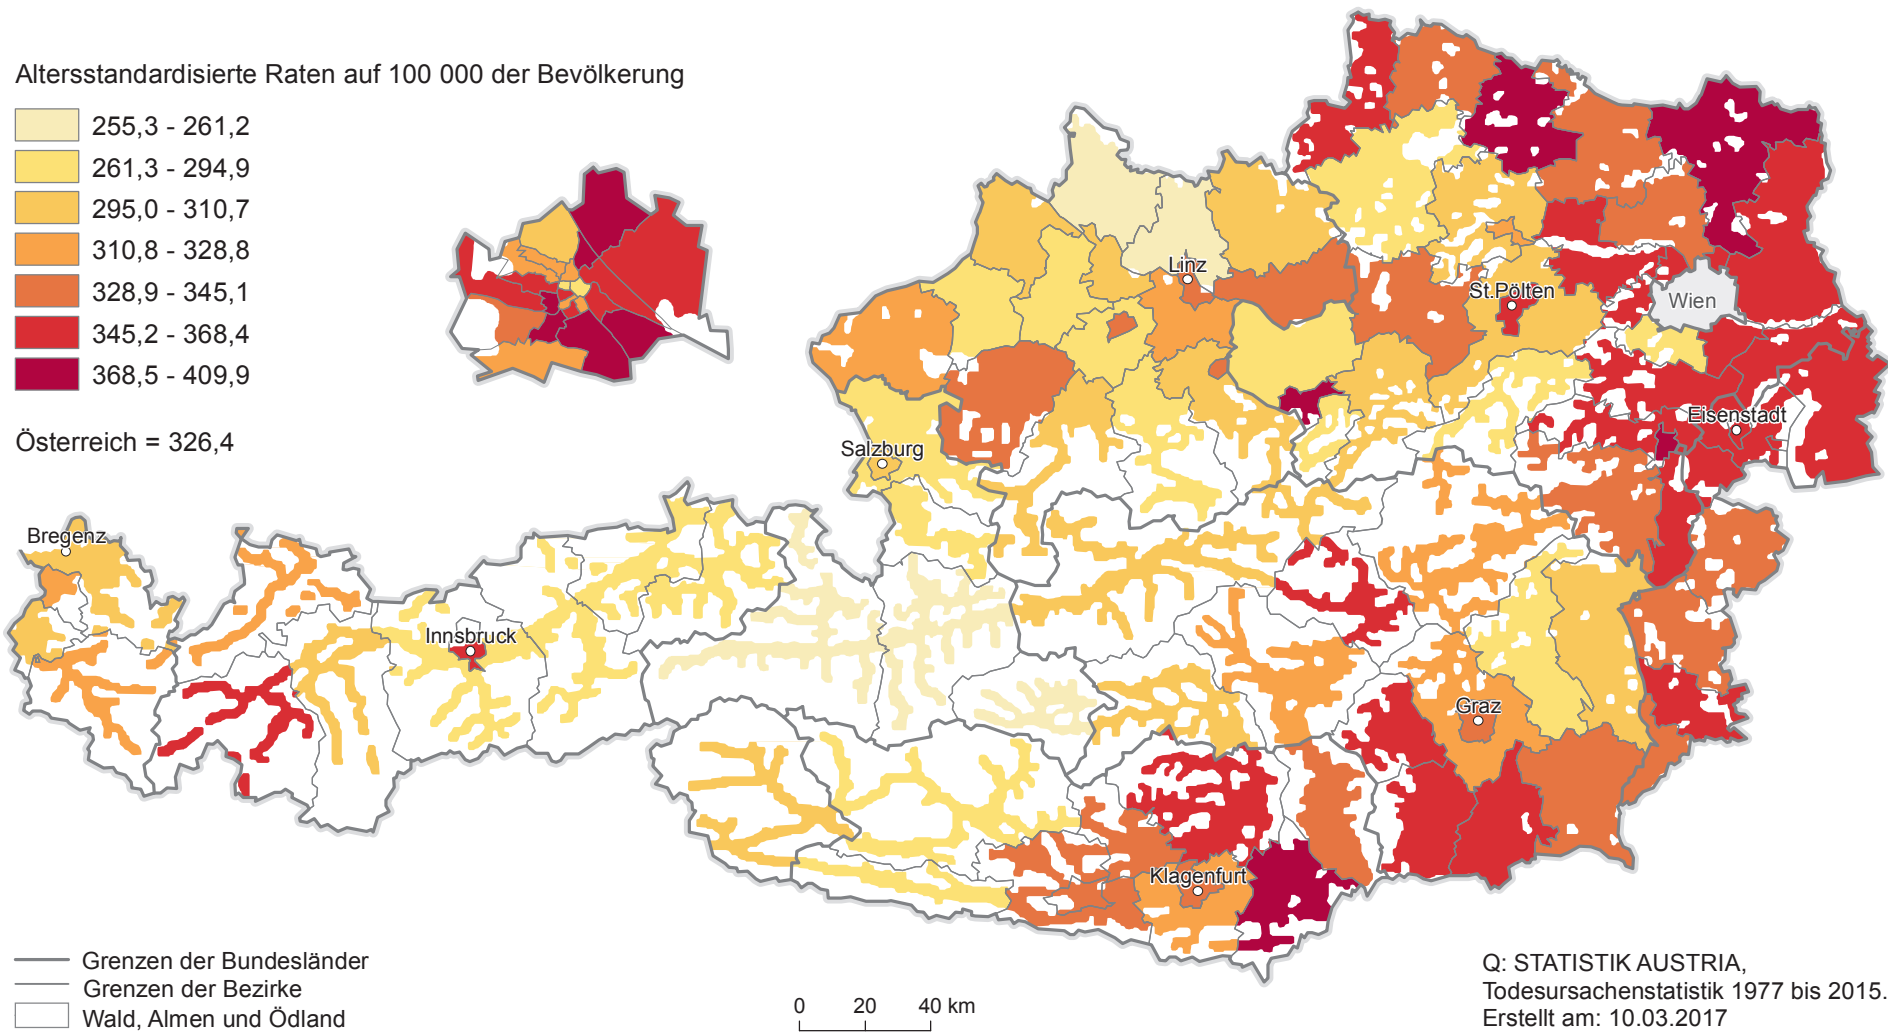 Altersstandardisierte Raten auf 100 000 der Bevölkerung
255,3 - 261,2
261,3 - 294,9
295,0 - 310,7
310,8 - 328,8
328,9 - 345,1
345,2 - 368,4
368,5 - 409,9
Österreich = 326,4
Linz
St.Pölten
Wien
Eisenstadt
Salzburg
Bregenz
Innsbruck
Graz
Klagenfurt
Grenzen der Bundesländer
Grenzen der Bezirke
Wald, Almen und Ödland
0 20 40 km
Q: STATISTIK AUSTRIA,
Todesursachenstatistik 1977 bis 2015.
Erstellt am: 10.03.2017